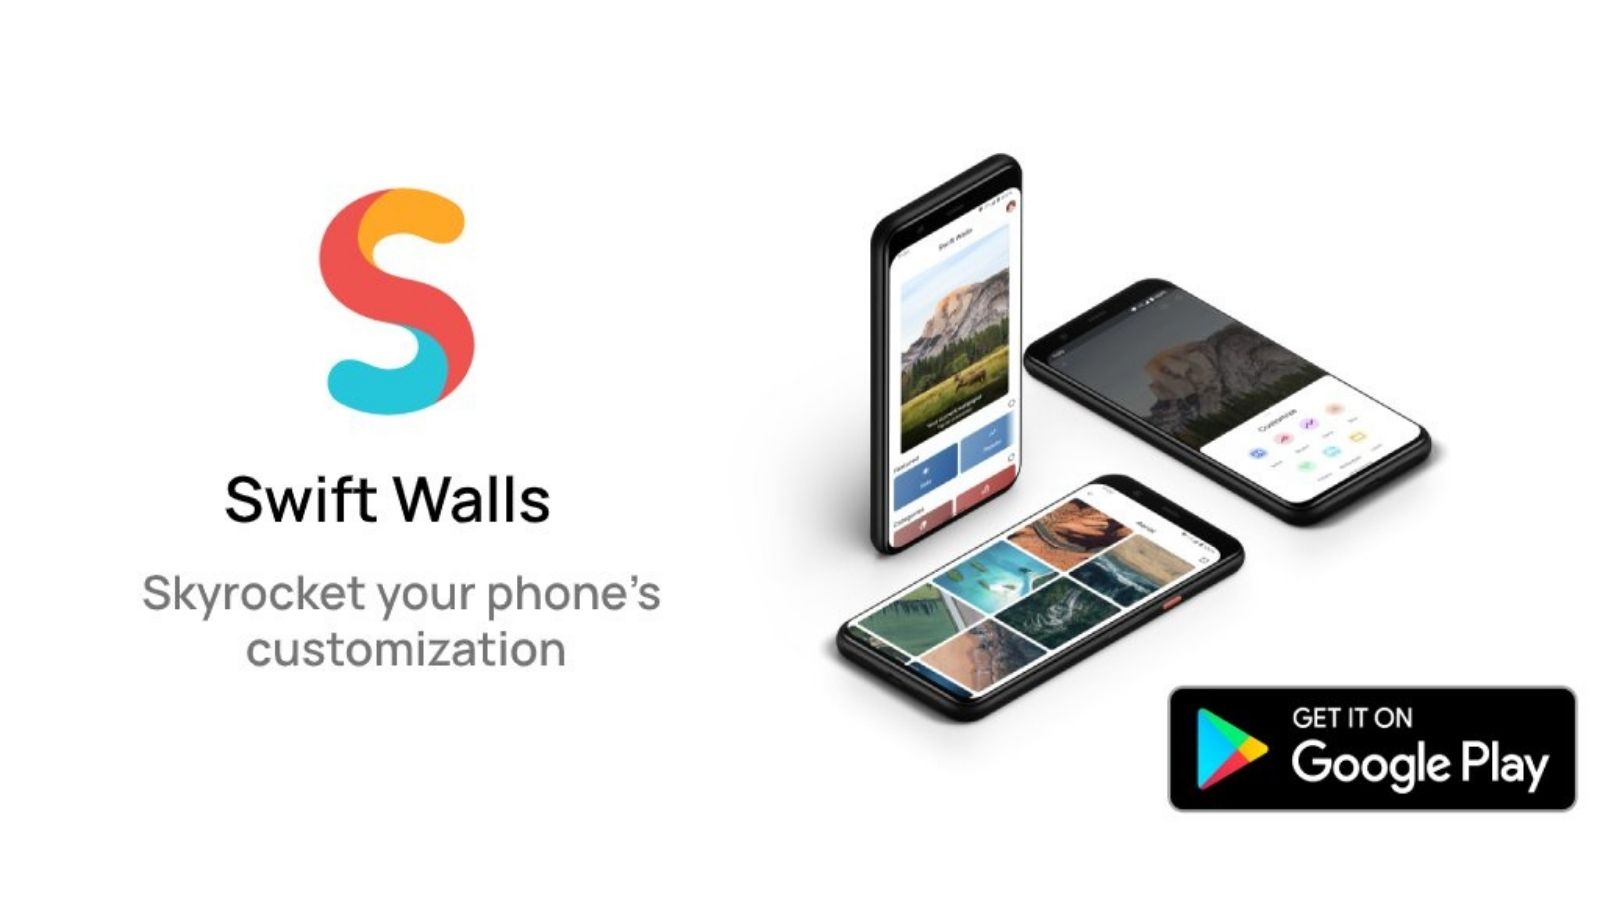 Swift Walls
Skyrocket your phone's
customization
Swift Walls
Featured
Categories
Customize
Aerial
GET IT ON
Google Play